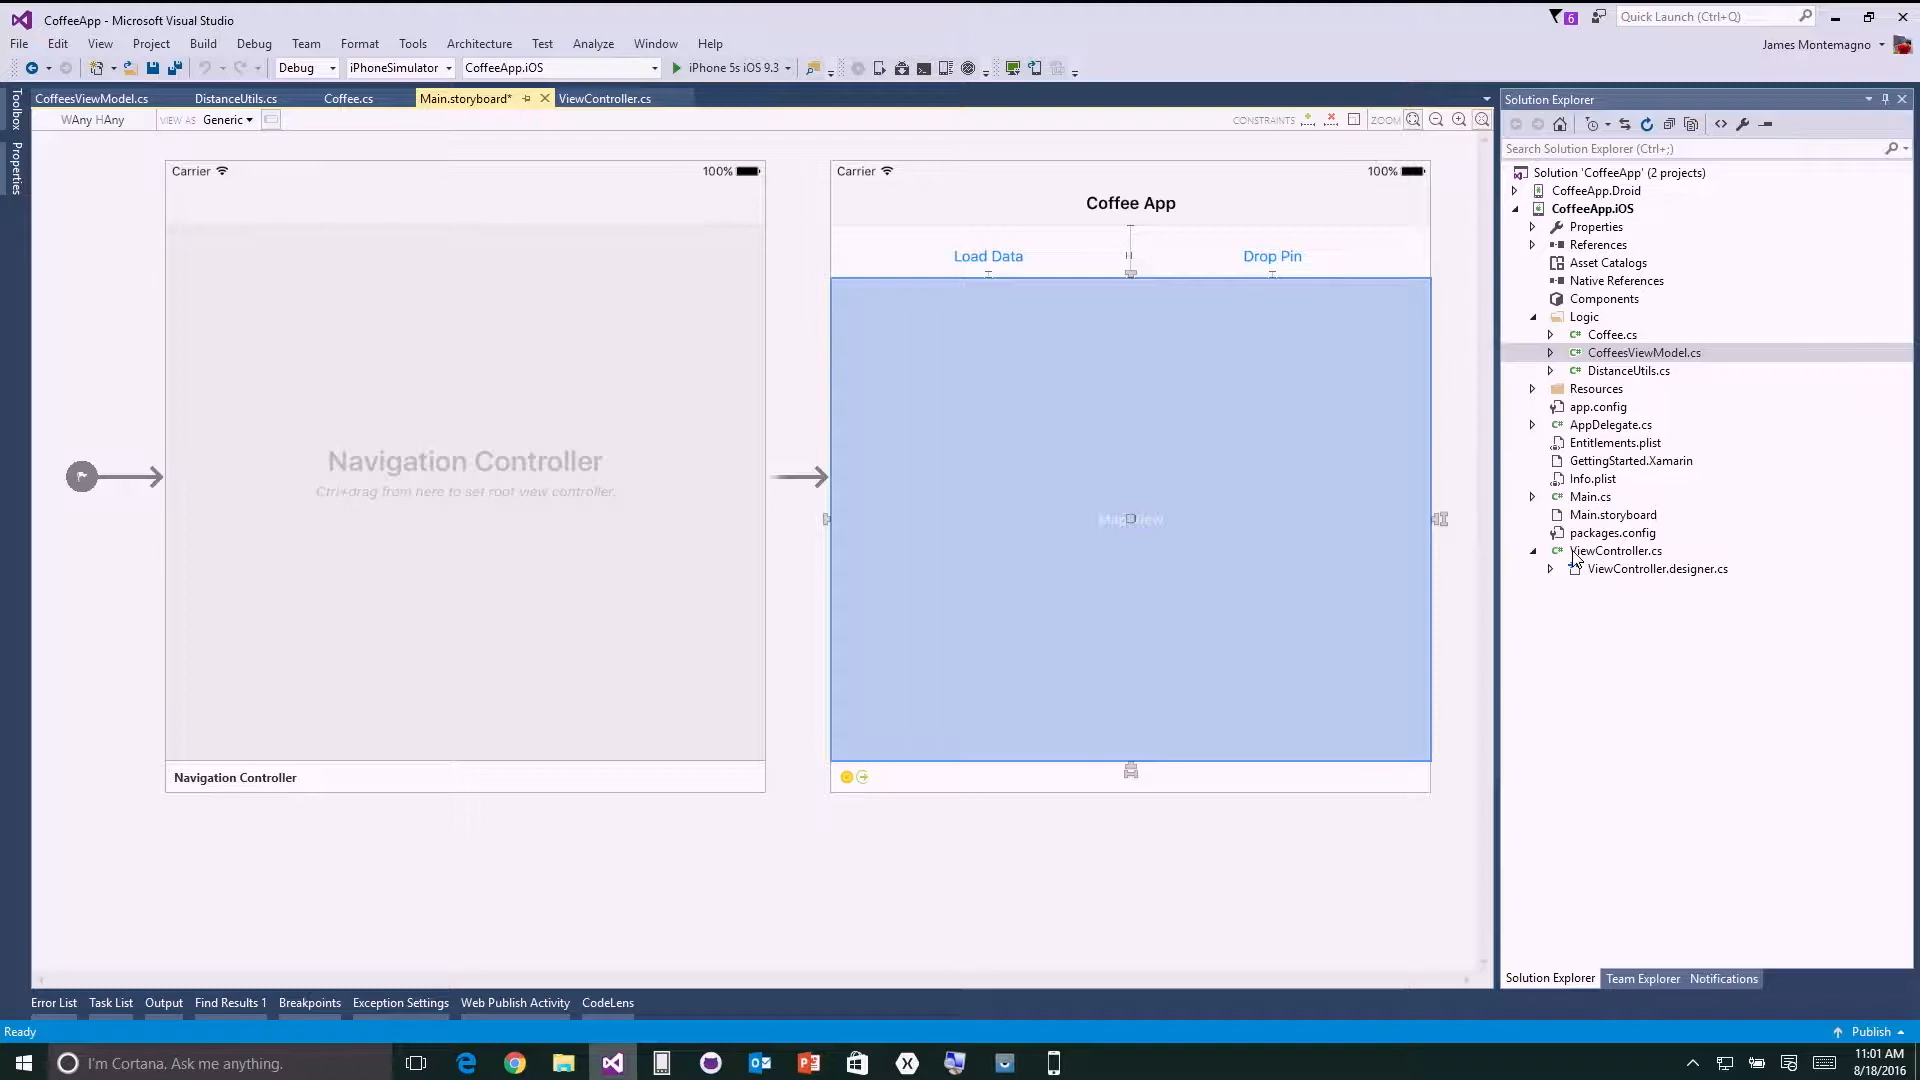 CoffeeApp - Microsoft Visual Studio
6
Quick Launch (Ctrl+Q)
File Edit View Project Build Debug Team Format Tools Architecture Test Analyze Window Help
James Montemagno
Debug iPhoneSimulator CoffeeApp.iOS iPhone 5s iOS 9.3
Toolbox
Properties
CoffeesViewModel.cs DistanceUtils.cs Coffee.cs Main.storyboard* ViewController.cs
WAny HAny VIEW AS Generic CONSTRAINTS ZOOM
Carrier 100%
Navigation Controller
Ctrl+drag from here to set root view controller.
Navigation Controller
Carrier 100%
Coffee App
Load Data Drop Pin
Solution Explorer
Search Solution Explorer (Ctrl+;)
Solution 'CoffeeApp' (2 projects)
CoffeeApp.Droid
CoffeeApp.iOS
Properties
References
Asset Catalogs
Native References
Components
Logic
C# Coffee.cs
C# CoffeesViewModel.cs
C# DistanceUtils.cs
Resources
app.config
C# AppDelegate.cs
Entitlements.plist
GettingStarted.Xamarin
Info.plist
C# Main.cs
Main.storyboard
packages.config
C# ViewController.cs
ViewController.designer.cs
Solution Explorer Team Explorer Notifications
Error List Task List Output Find Results 1 Breakpoints Exception Settings Web Publish Activity CodeLens
Ready
Publish
I'm Cortana. Ask me anything.
11:01 AM
8/18/2016